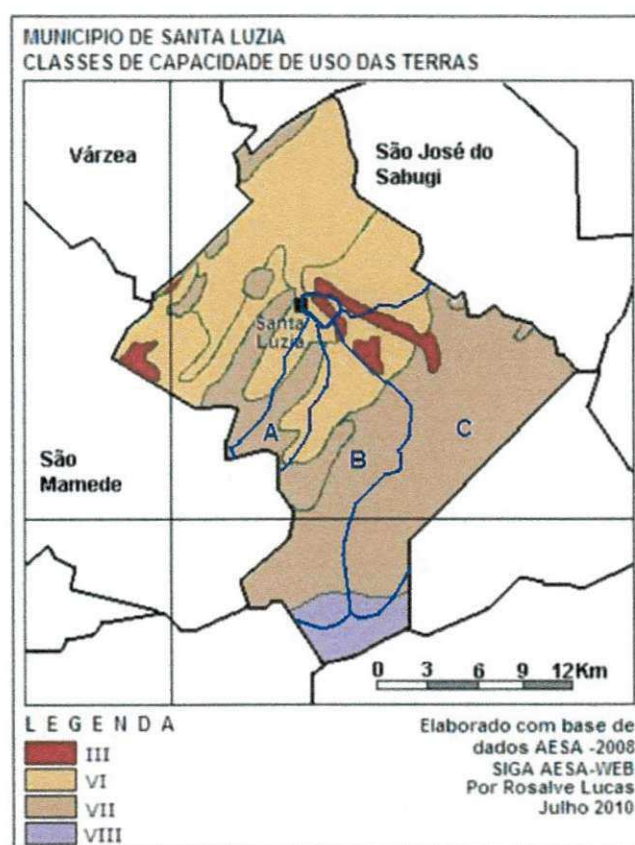 MUNICIPIO DE SANTA LUZIA
CLASSES DE CAPACIDADE DE USO DAS TERRAS
Várzea
São José do
Sabugi
Santa
Luzia
A
B
C
São
Mamede
0 3 6 9 12Km
LEGENDA
III
VI
VII
VIII
Elaborado com base de
dados AESA -2008
SIGA AESA-WEB
Por Rosalve Lucas
Julho 2010